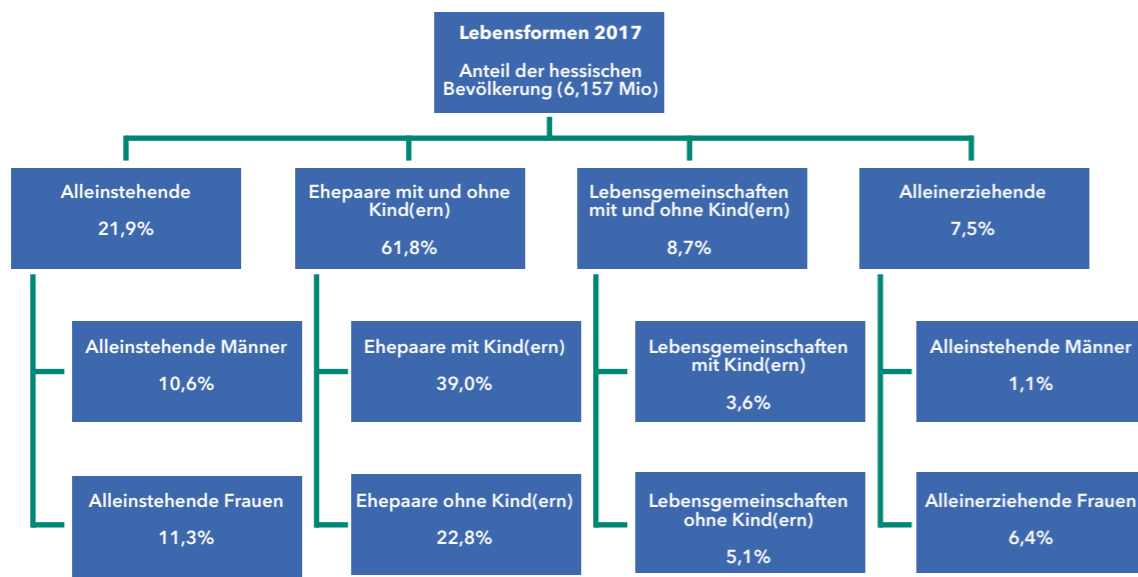 Lebensformen 2017
Anteil der hessischen
Bevölkerung (6,157 Mio)
Alleinstehende
21,9%
Ehepaare mit und ohne
Kind(ern)
61,8%
Lebensgemeinschaften
mit und ohne Kind(ern)
8,7%
Alleinerziehende
7,5%
Alleinstehende Männer
10,6%
Ehepaare mit Kind(ern)
39,0%
Lebensgemeinschaften
mit Kind(ern)
3,6%
Alleinstehende Männer
1,1%
Alleinstehende Frauen
11,3%
Ehepaare ohne Kind(ern)
22,8%
Lebensgemeinschaften
ohne Kind(ern)
5,1%
Alleinerziehende Frauen
6,4%